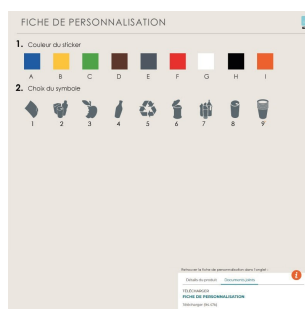 FICHE DE PERSONNALISATION
1. Couleur du sticker
A B C D E F G H I
2. Choix du symbole
1 2 3 4 5 6 7 8 9
Retrouver la fiche de personnalisation dans l'onglet :
Détails du produit Documents joints
TÉLÉCHARGER
FICHE DE PERSONNALISATION